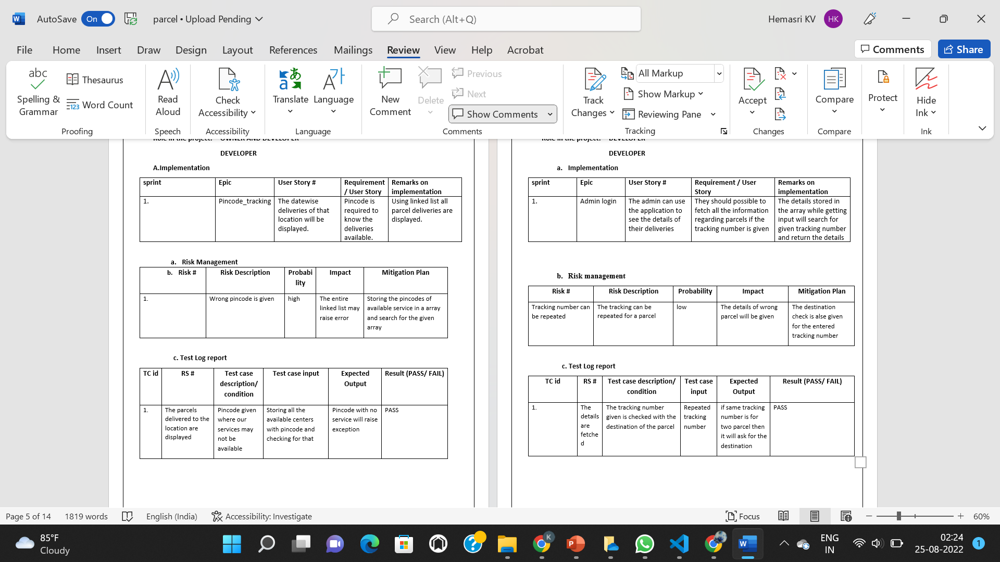 AutoSave On parcel • Upload Pending Search (Alt+Q) Hemasri KV HK
File Home Insert Draw Design Layout References Mailings Review View Help Acrobat Comments Share
abc
Spelling & Grammar
Thesaurus
123 Word Count
Proofing
Read Aloud
Speech
Check Accessibility
Accessibility
Translate
Language
Language
New Comment
Delete
Previous
Next
Show Comments
Comments
Track Changes
All Markup
Show Markup
Reviewing Pane
Tracking
Accept
Changes
Compare
Compare
Protect
Hide Ink
Ink
Role in the project: OWNER AND DEVELOPER
DEVELOPER
A.Implementation
sprint Epic User Story # Requirement / User Story Remarks on implementation
1. Pincode_tracking The datewise deliveries of that location will be displayed. Pincode is required to know the deliveries available. Using linked list all parcel deliveries are displayed.
a. Risk Management
b. Risk # Risk Description Probabi lity Impact Mitigation Plan
1. Wrong pincode is given high The entire linked list may raise error Storing the pincodes of available service in a array and search for the given array
c. Test Log report
TC id RS # Test case description/ condition Test case input Expected Output Result (PASS/ FAIL)
1. The parcels delivered to the location are displayed Pincode given where our services may not be available Storing all the available centers with pincode and checking for that Pincode with no service will raise exception PASS
Role in the project: DEVELOPER
DEVELOPER
a. Implementation
sprint Epic User Story # Requirement / User Story Remarks on implementation
1. Admin login The admin can use the application to see the details of their deliveries They should possible to fetch all the information regarding parcels if the tracking number is given The details stored in the array while getting input will search for given tracking number and return the details
b. Risk management
Risk # Risk Description Probability Impact Mitigation Plan
Tracking number can be repeated The tracking can be repeated for a parcel low The details of wrong parcel will be given The destination check is alse given for the entered tracking number
c. Test Log report
TC id RS # Test case description/ condition Test case input Expected Output Result (PASS/ FAIL)
1. The details are fetche d The tracking number given is checked with the destination of the parcel Repeated tracking number if same tracking number is for two parcel then it will ask for the destination PASS
Page 5 of 14 1819 words English (India) Accessibility: Investigate Focus 60%
85°F
Cloudy
K
ENG
IN
02:24
25-08-2022
1